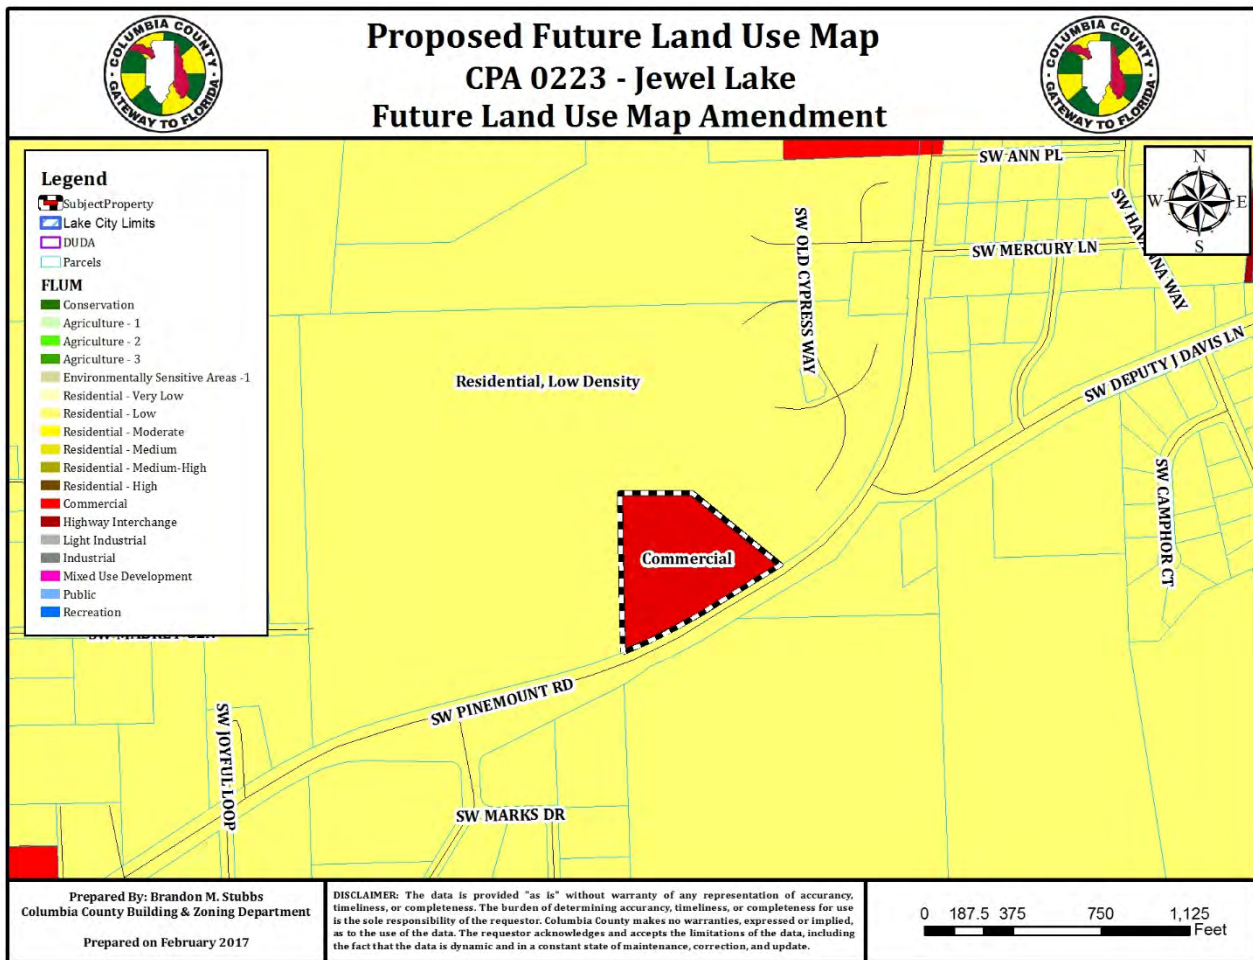 COLUMBIA COUNTY
GATEWAY TO FLORIDA
Proposed Future Land Use Map
CPA 0223 - Jewel Lake
Future Land Use Map Amendment
COLUMBIA COUNTY
GATEWAY TO FLORIDA
Legend
SubjectProperty
Lake City Limits
DUDA
Parcels
FLUM
Conservation
Agriculture - 1
Agriculture - 2
Agriculture - 3
Environmentally Sensitive Areas -1
Residential - Very Low
Residential - Low
Residential - Moderate
Residential - Medium
Residential - Medium-High
Residential - High
Commercial
Highway Interchange
Light Industrial
Industrial
Mixed Use Development
Public
Recreation
SW ANN PL
N
W E
S
SW HAVANNA WAY
SW MERCURY LN
SW OLD CYPRESS WAY
SW DEPUTY J DAVIS LN
Residential, Low Density
SW CAMPHOR CT
Commercial
SW PINEMOUNT RD
SW JOYFUL LOOP
SW MARKS DR
Prepared By: Brandon M. Stubbs
Columbia County Building & Zoning Department
Prepared on February 2017
DISCLAIMER: The data is provided "as is" without warranty of any representation of accurancy,
timeliness, or completeness. The burden of determining accuracy, timeliness, or completeness for use
is the sole responsibility of the requestor. Columbia County makes no warranties, expressed or implied,
as to the use of the data. The requestor acknowledges and accepts the limitations of the data, including
the fact that the data is dynamic and in a constant state of maintenance, correction, and update.
0 187.5 375 750 1,125
Feet